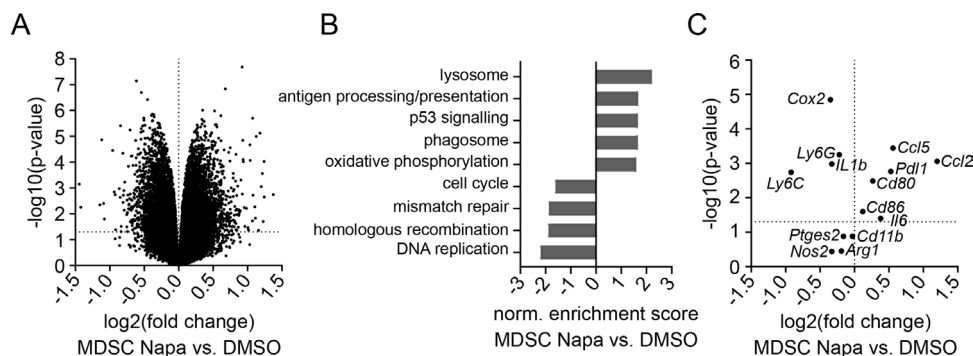 A
8
7
6
5
4
3
2
1
0
-log10(p-value)
-1.5
-1.0
-0.5
0.0
0.5
1.0
1.5
log2(fold change)
MDSC Napa vs. DMSO
B
lysosome
antigen processing/presentation
p53 signalling
phagosome
oxidative phosphorylation
cell cycle
mismatch repair
homologous recombination
DNA replication
-3
-2
-1
0
1
2
3
norm. enrichment score
MDSC Napa vs. DMSO
C
6
5
4
3
2
1
0
-log10(p-value)
Cox2
Ly6G
IL1b
Ly6C
Ccl5
Ccl2
Pdl1
Cd80
Cd86
Il6
Ptges2
Cd11b
Nos2
Arg1
-1.5
-1.0
-0.5
0.0
0.5
1.0
1.5
log2(fold change)
MDSC Napa vs. DMSO